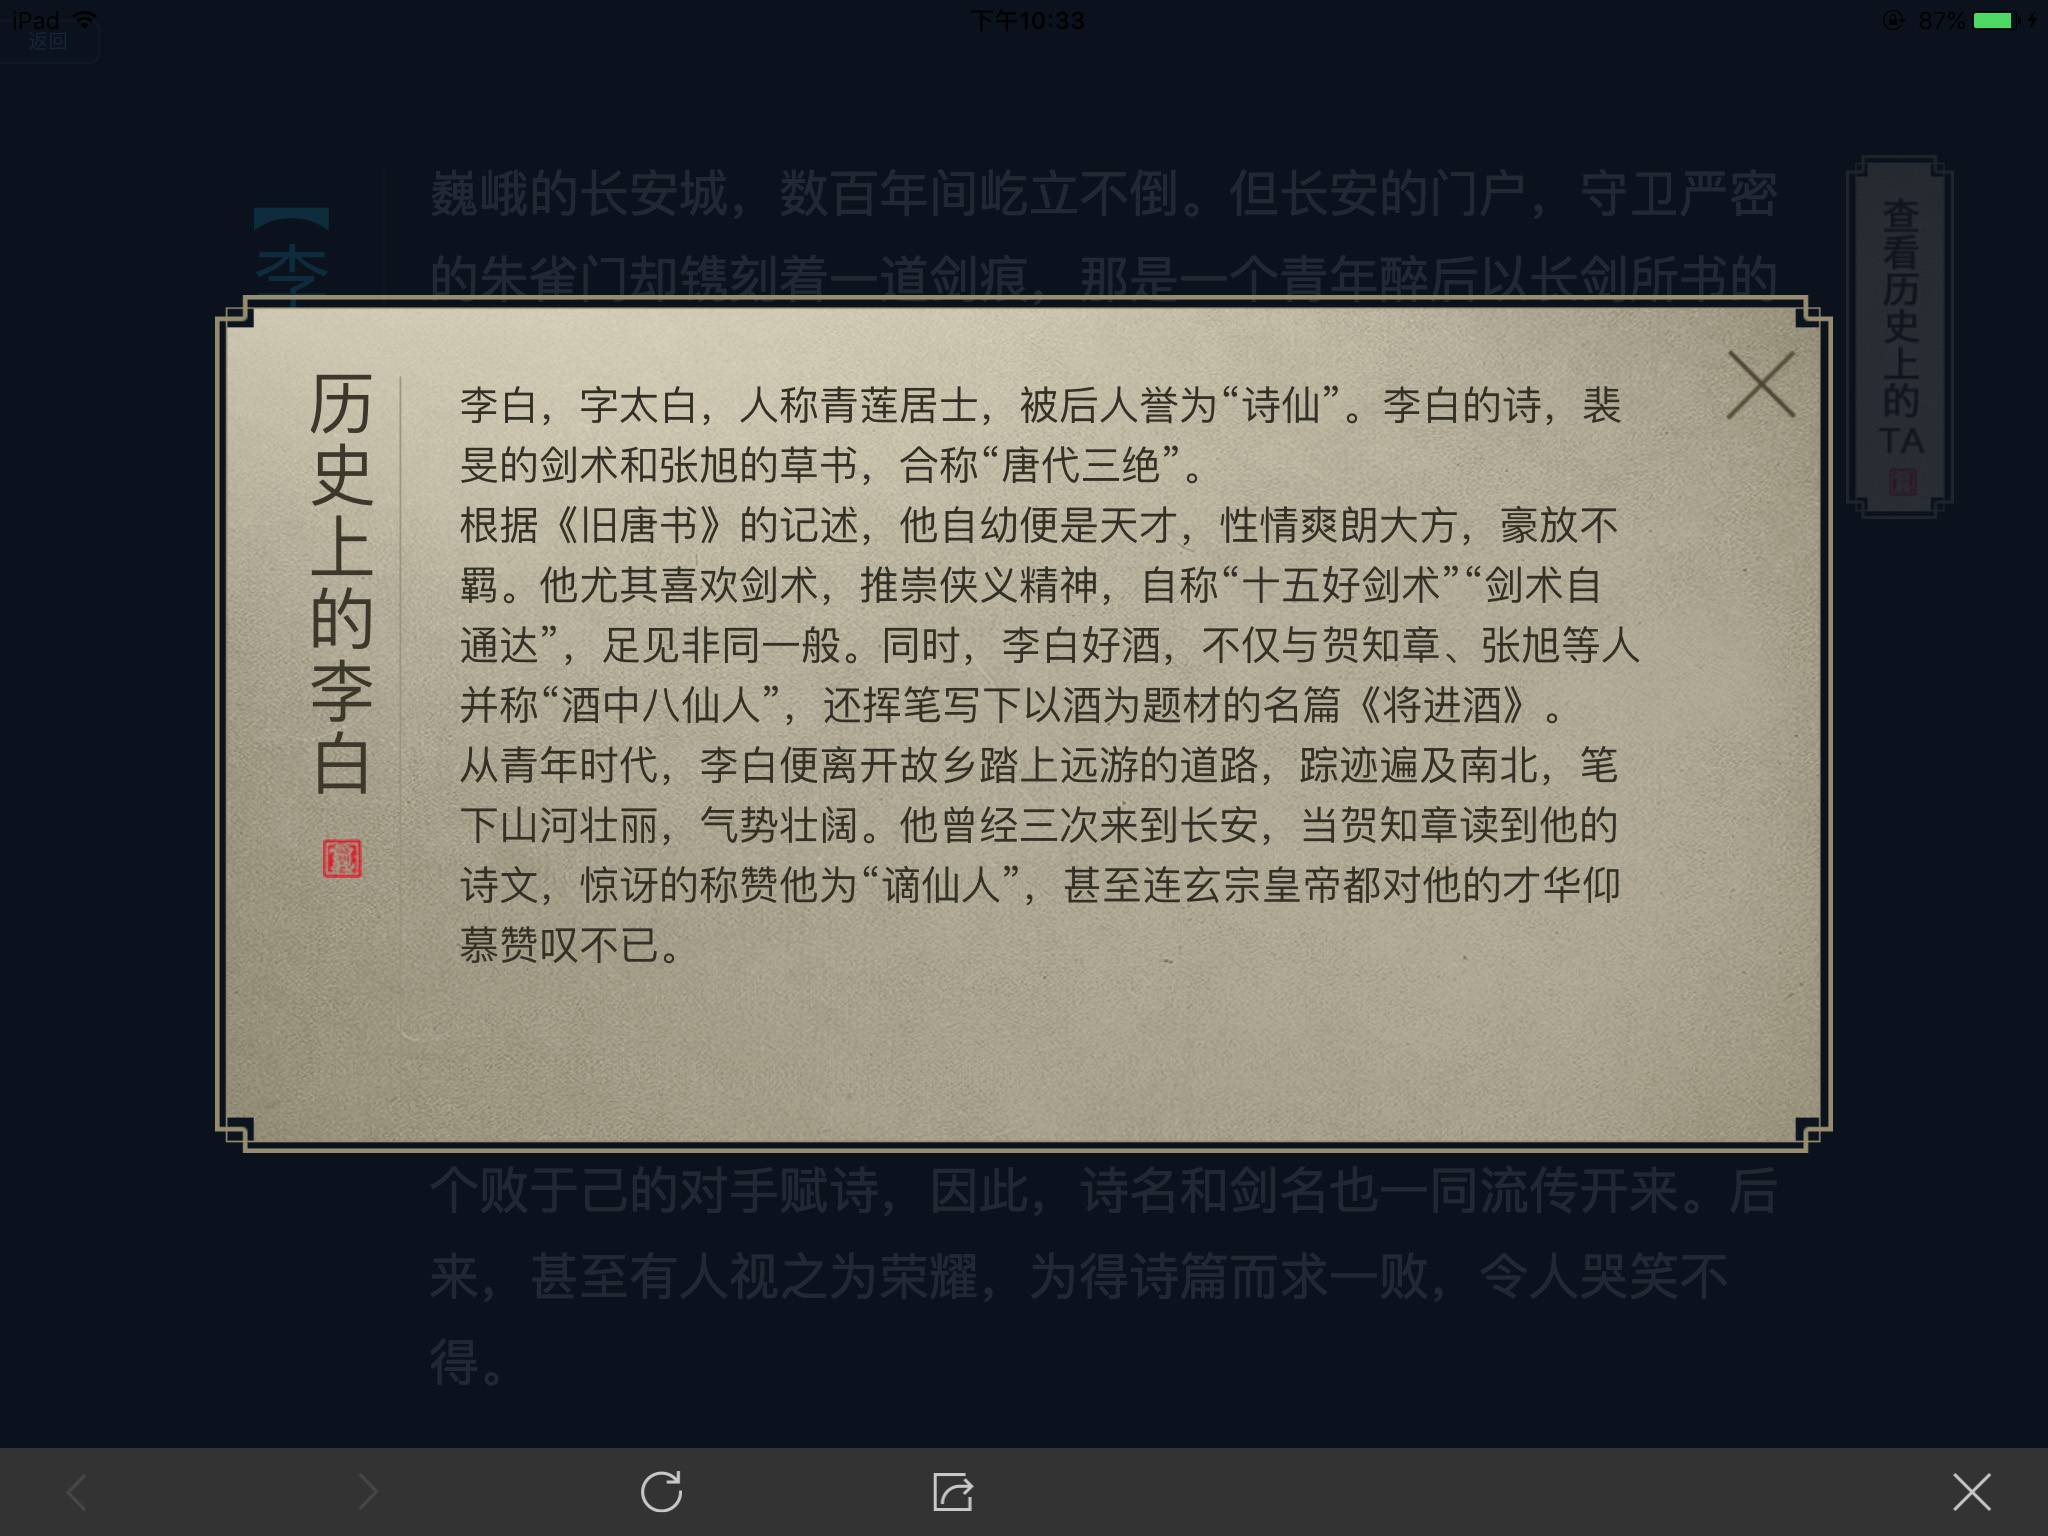 iPad
下午10:33
87%
返回
巍峨的长安城，数百年间屹立不倒。但长安的门户，守卫严密
的朱雀门却镌刻着一道剑痕，那是一个青年醉后以长剑所书的
【李
查看历史上的TA
历史上的李白
李白，字太白，人称青莲居士，被后人誉为“诗仙”。李白的诗，裴
旻的剑术和张旭的草书，合称“唐代三绝”。
根据《旧唐书》的记述，他自幼便是天才，性情爽朗大方，豪放不
羁。他尤其喜欢剑术，推崇侠义精神，自称“十五好剑术”“剑术自
通达”，足见非同一般。同时，李白好酒，不仅与贺知章、张旭等人
并称“酒中八仙人”，还挥笔写下以酒为题材的名篇《将进酒》。
从青年时代，李白便离开故乡踏上远游的道路，踪迹遍及南北，笔
下山河壮丽，气势壮阔。他曾经三次来到长安，当贺知章读到他的
诗文，惊讶的称赞他为“谪仙人”，甚至连玄宗皇帝都对他的才华仰
慕赞叹不已。
个败于己的对手赋诗，因此，诗名和剑名也一同流传开来。后
来，甚至有人视之为荣耀，为得诗篇而求一败，令人哭笑不
得。